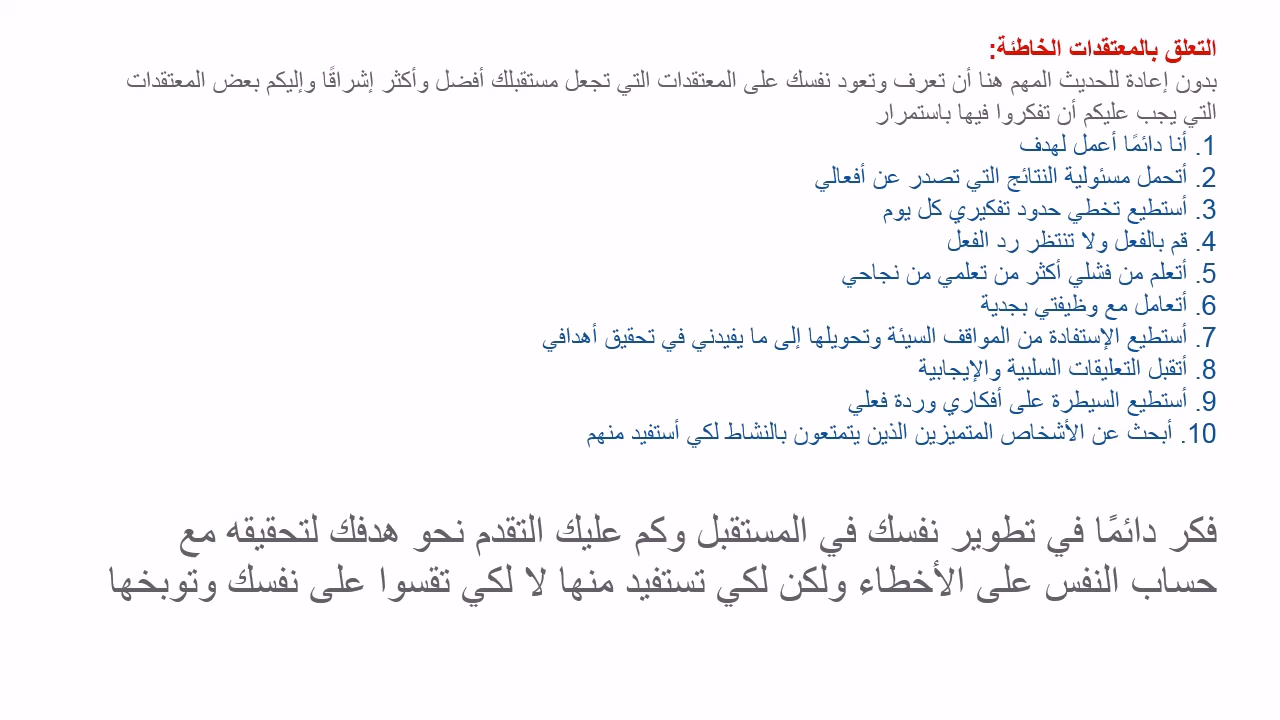 التعلق بالمعتقدات الخاطئة:
بدون إعادة للحديث المهم هنا أن تعرف وتعود نفسك على المعتقدات التي تجعل مستقبلك أفضل وأكثر إشراقًا وإليكم بعض المعتقدات
التي يجب عليكم أن تفكروا فيها باستمرار
1. أنا دائمًا أعمل لهدف
2. أتحمل مسئولية النتائج التي تصدر عن أفعالي
3. أستطيع تخطي حدود تفكيري كل يوم
4. قم بالفعل ولا تنتظر رد الفعل
5. أتعلم من فشلي أكثر من تعلمي من نجاحي
6. أتعامل مع وظيفتي بجدية
7. أستطيع الإستفادة من المواقف السيئة وتحويلها إلى ما يفيدني في تحقيق أهدافي
8. أتقبل التعليقات السلبية والإيجابية
9. أستطيع السيطرة على أفكاري وردة فعلي
10. أبحث عن الأشخاص المتميزين الذين يتمتعون بالنشاط لكي أستفيد منهم
فكر دائمًا في تطوير نفسك في المستقبل وكم عليك التقدم نحو هدفك لتحقيقه مع
حساب النفس على الأخطاء ولكن لكي تستفيد منها لا لكي تقسوا على نفسك وتوبخها